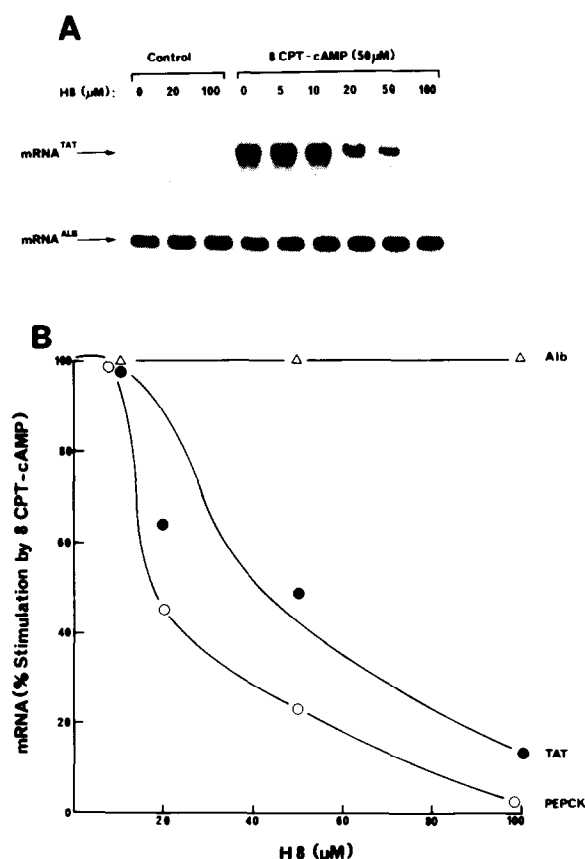 A
Control 8 CPT-cAMP (50µM)
H8 (µM): 0 20 100 0 5 10 20 50 100
mRNA^TAT
mRNA^ALB
B
mRNA (% Stimulation by 8 CPT-cAMP)
100
80
60
40
20
0
Alb
TAT
PEPCK
20 40 60 80 100
H8 (µM)